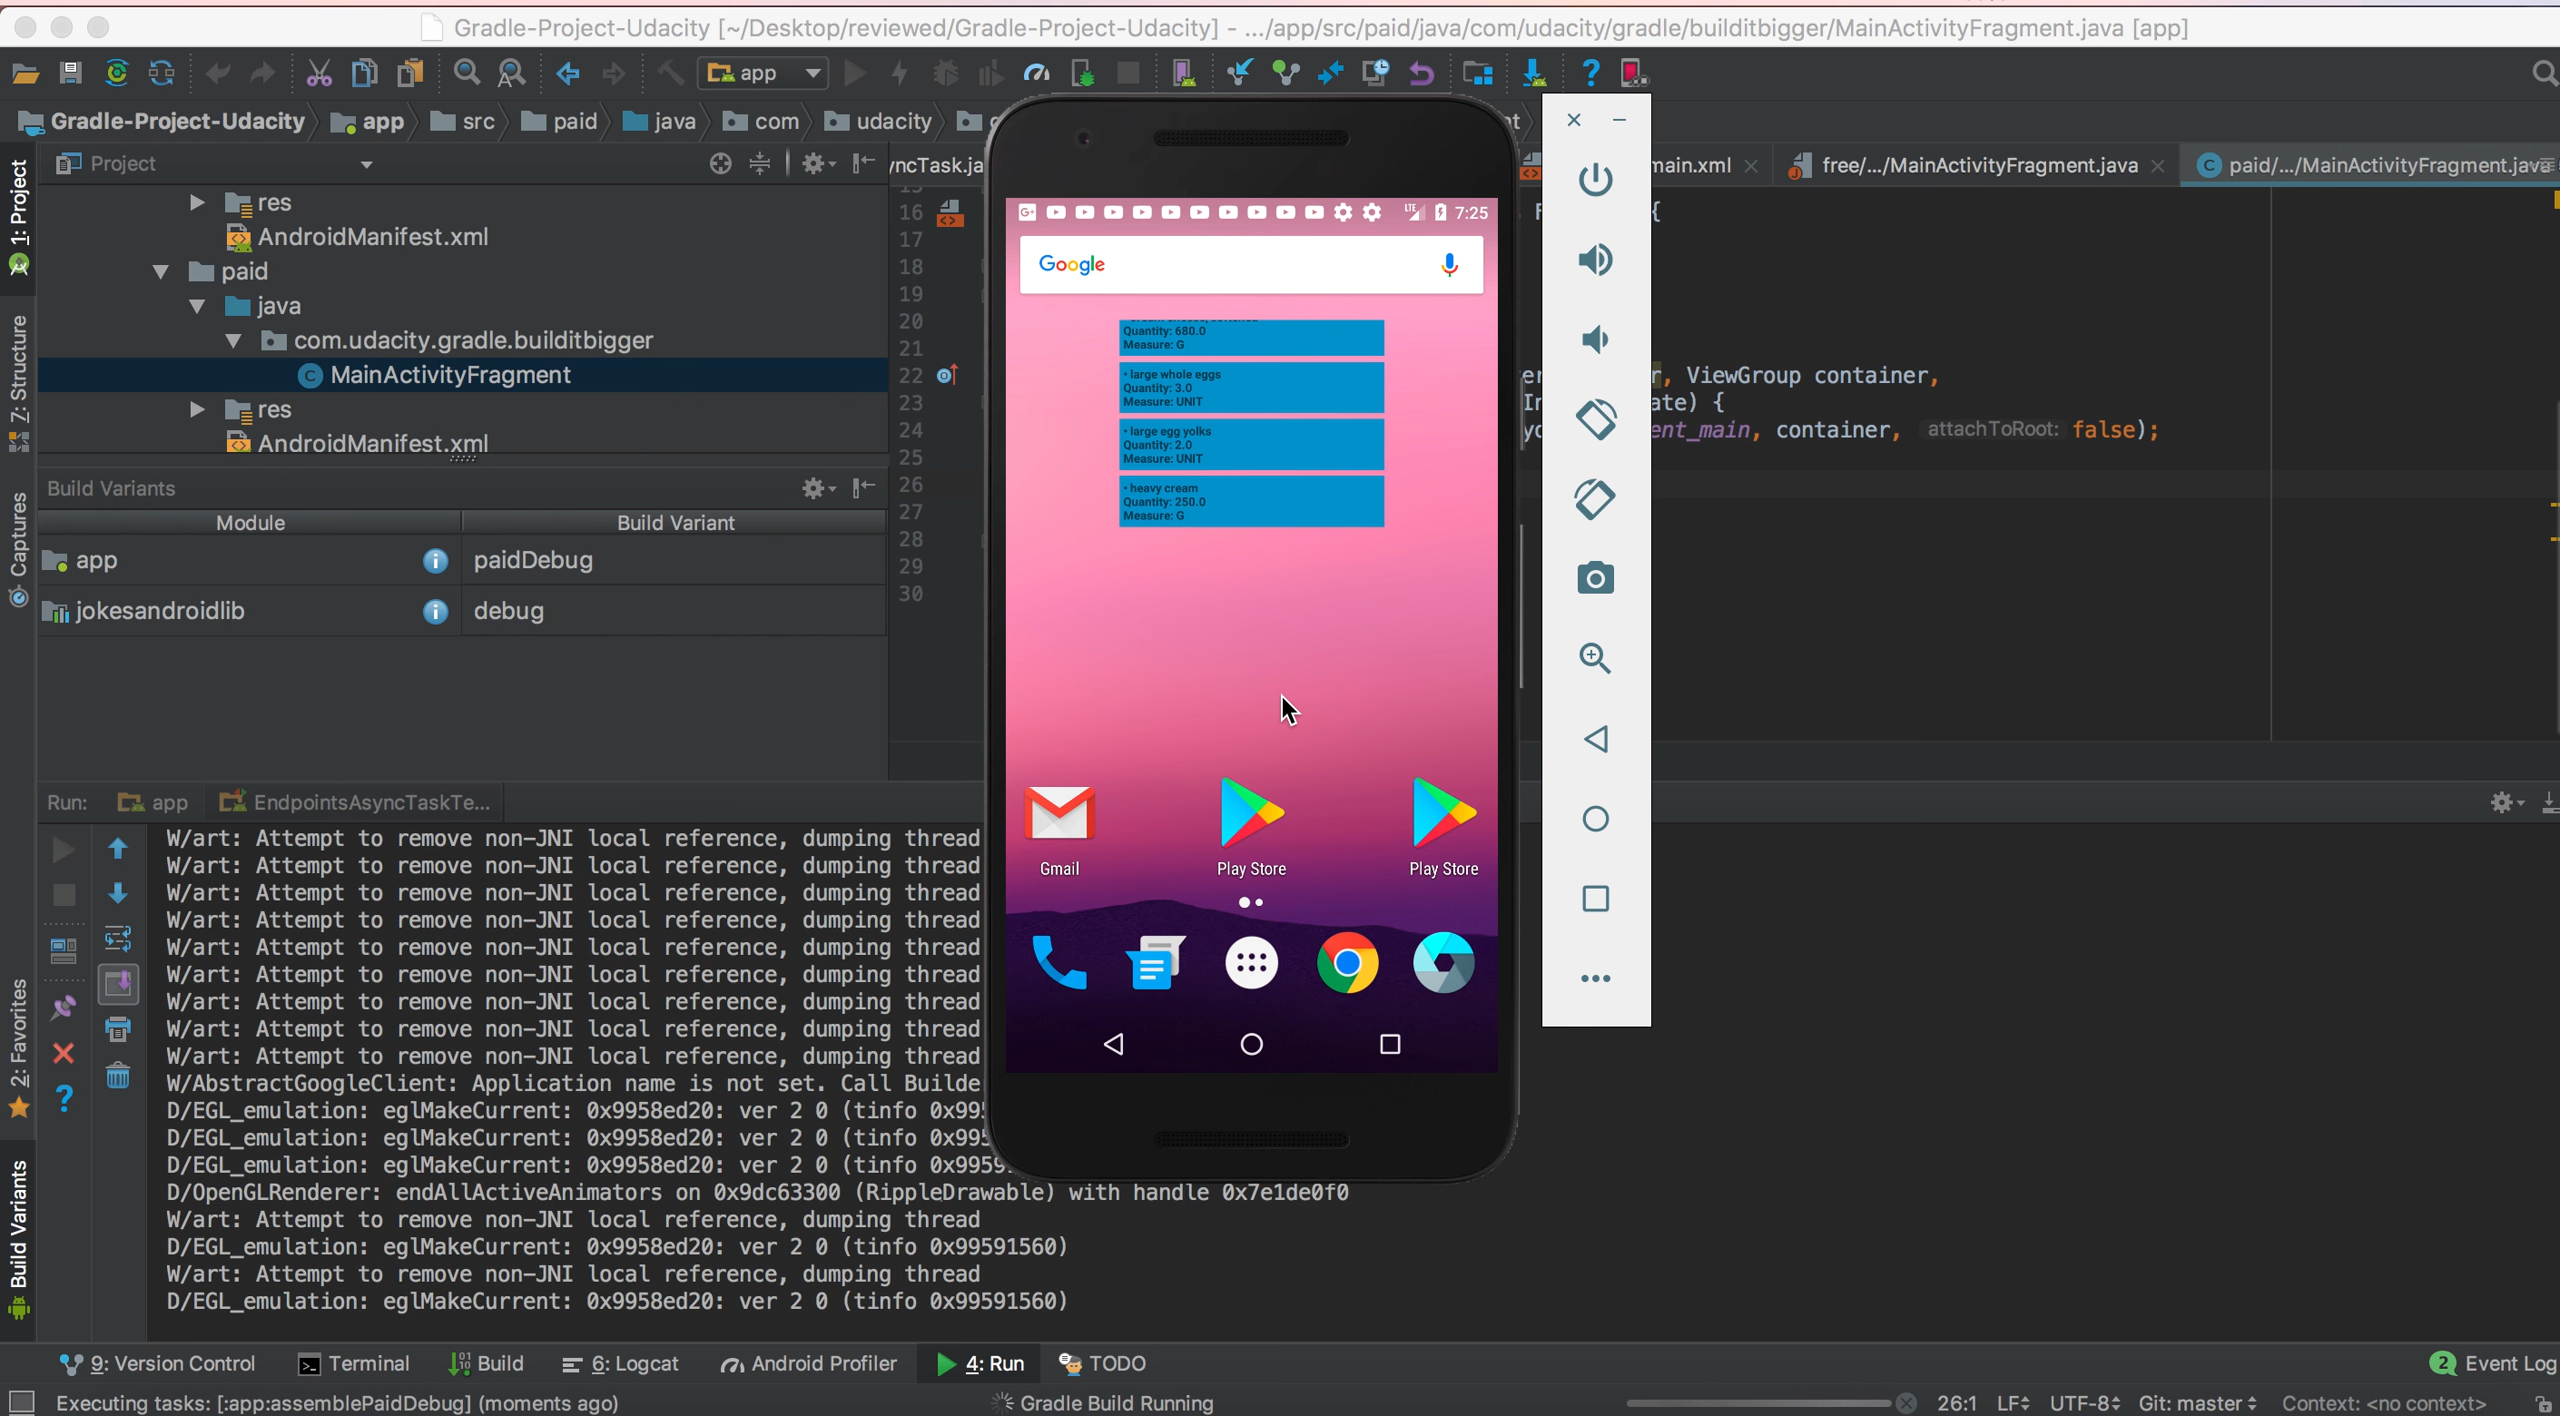 Gradle-Project-Udacity [~/Desktop/reviewed/Gradle-Project-Udacity] - .../app/src/paid/java/com/udacity/gradle/builditbigger/MainActivityFragment.java [app]
app
Gradle-Project-Udacity app src paid java com udacity
Project
ncTask.ja
main.xml
free/.../MainActivityFragment.java
paid/.../MainActivityFragment.java
1: Project
7: Structure
Captures
2: Favorites
Build Variants
res
AndroidManifest.xml
paid
java
com.udacity.gradle.builditbigger
MainActivityFragment
res
AndroidManifest.xml
Build Variants
Module Build Variant
app paidDebug
jokesandroidlib debug
16
17
18
19
20
21
22
23
24
25
26
27
28
29
30
{
r, ViewGroup container,
ate) {
ent_main, container, attachToRoot: false);
LTE 7:25
Google
Quantity: 680.0
Measure: G
• large whole eggs
Quantity: 3.0
Measure: UNIT
• large egg yolks
Quantity: 2.0
Measure: UNIT
• heavy cream
Quantity: 250.0
Measure: G
Gmail
Play Store
Play Store
Run: app EndpointsAsyncTaskTe...
W/art: Attempt to remove non-JNI local reference, dumping thread
W/art: Attempt to remove non-JNI local reference, dumping thread
W/art: Attempt to remove non-JNI local reference, dumping thread
W/art: Attempt to remove non-JNI local reference, dumping thread
W/art: Attempt to remove non-JNI local reference, dumping thread
W/art: Attempt to remove non-JNI local reference, dumping thread
W/art: Attempt to remove non-JNI local reference, dumping thread
W/art: Attempt to remove non-JNI local reference, dumping thread
W/art: Attempt to remove non-JNI local reference, dumping thread
W/AbstractGoogleClient: Application name is not set. Call Builde
D/EGL_emulation: eglMakeCurrent: 0x9958ed20: ver 2 0 (tinfo 0x995
D/EGL_emulation: eglMakeCurrent: 0x9958ed20: ver 2 0 (tinfo 0x995
D/EGL_emulation: eglMakeCurrent: 0x9958ed20: ver 2 0 (tinfo 0x9959
D/OpenGLRenderer: endAllActiveAnimators on 0x9dc63300 (RippleDrawable) with handle 0x7e1de0f0
W/art: Attempt to remove non-JNI local reference, dumping thread
D/EGL_emulation: eglMakeCurrent: 0x9958ed20: ver 2 0 (tinfo 0x99591560)
W/art: Attempt to remove non-JNI local reference, dumping thread
D/EGL_emulation: eglMakeCurrent: 0x9958ed20: ver 2 0 (tinfo 0x99591560)
9: Version Control Terminal Build 6: Logcat Android Profiler 4: Run TODO 2 Event Log
Executing tasks: [:app:assemblePaidDebug] (moments ago) Gradle Build Running 26:1 LF UTF-8 Git: master Context: <no context>